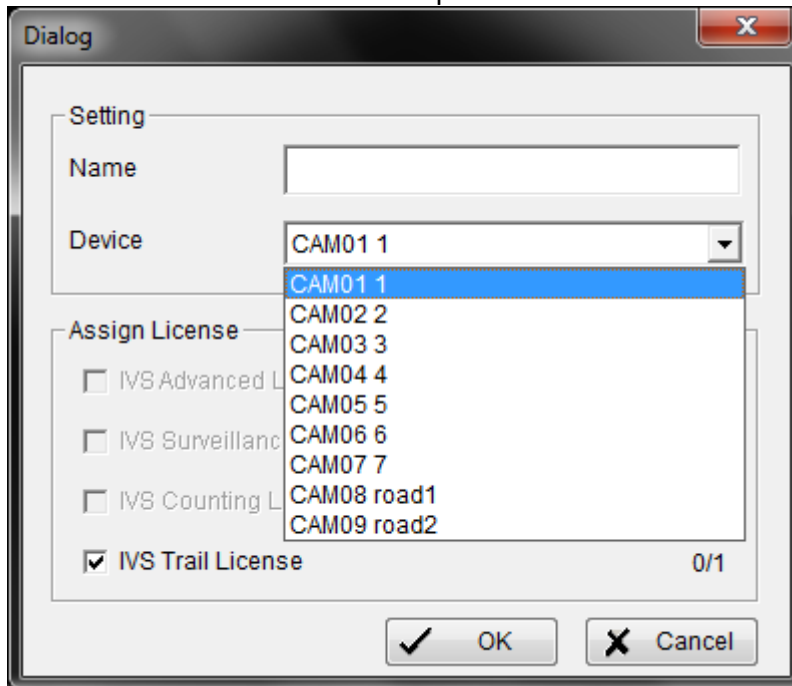 Dialog
Setting
Name
Device
CAM01 1
CAM01 1
CAM02 2
CAM03 3
CAM04 4
CAM05 5
CAM06 6
CAM07 7
CAM08 road1
CAM09 road2
Assign License
IVS Advanced L
IVS Surveillanc
IVS Counting L
IVS Trail License 0/1
OK Cancel